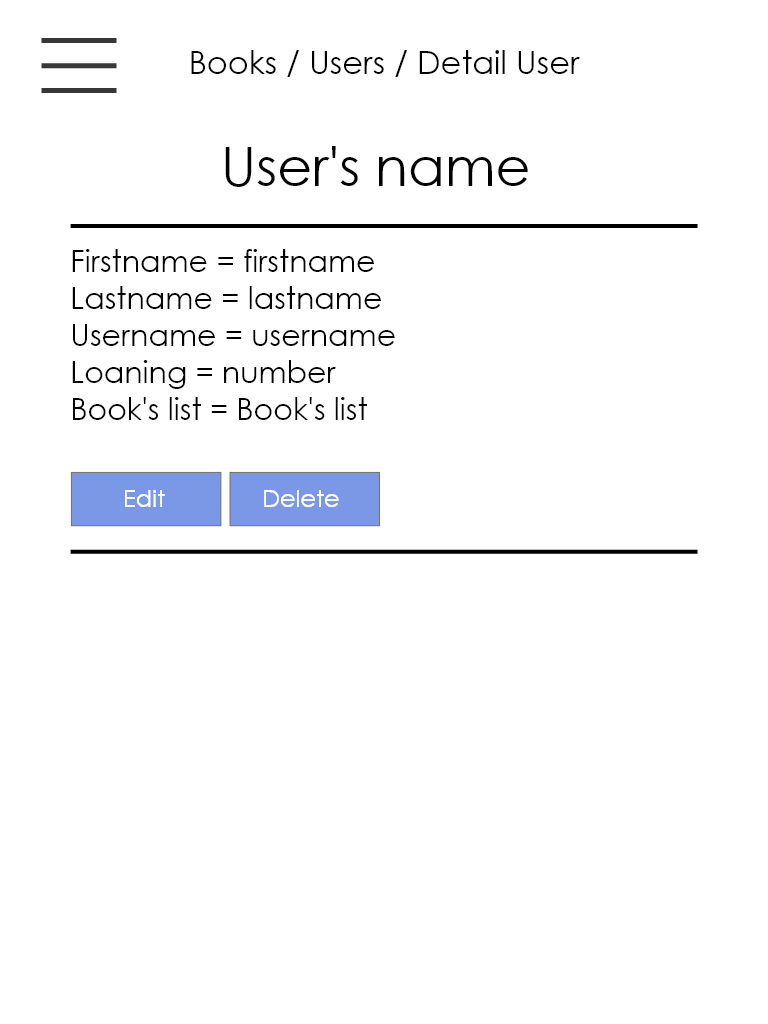 Books / Users / Detail User
User's name
Firstname = firstname
Lastname = lastname
Username = username
Loaning = number
Book's list = Book's list
Edit Delete